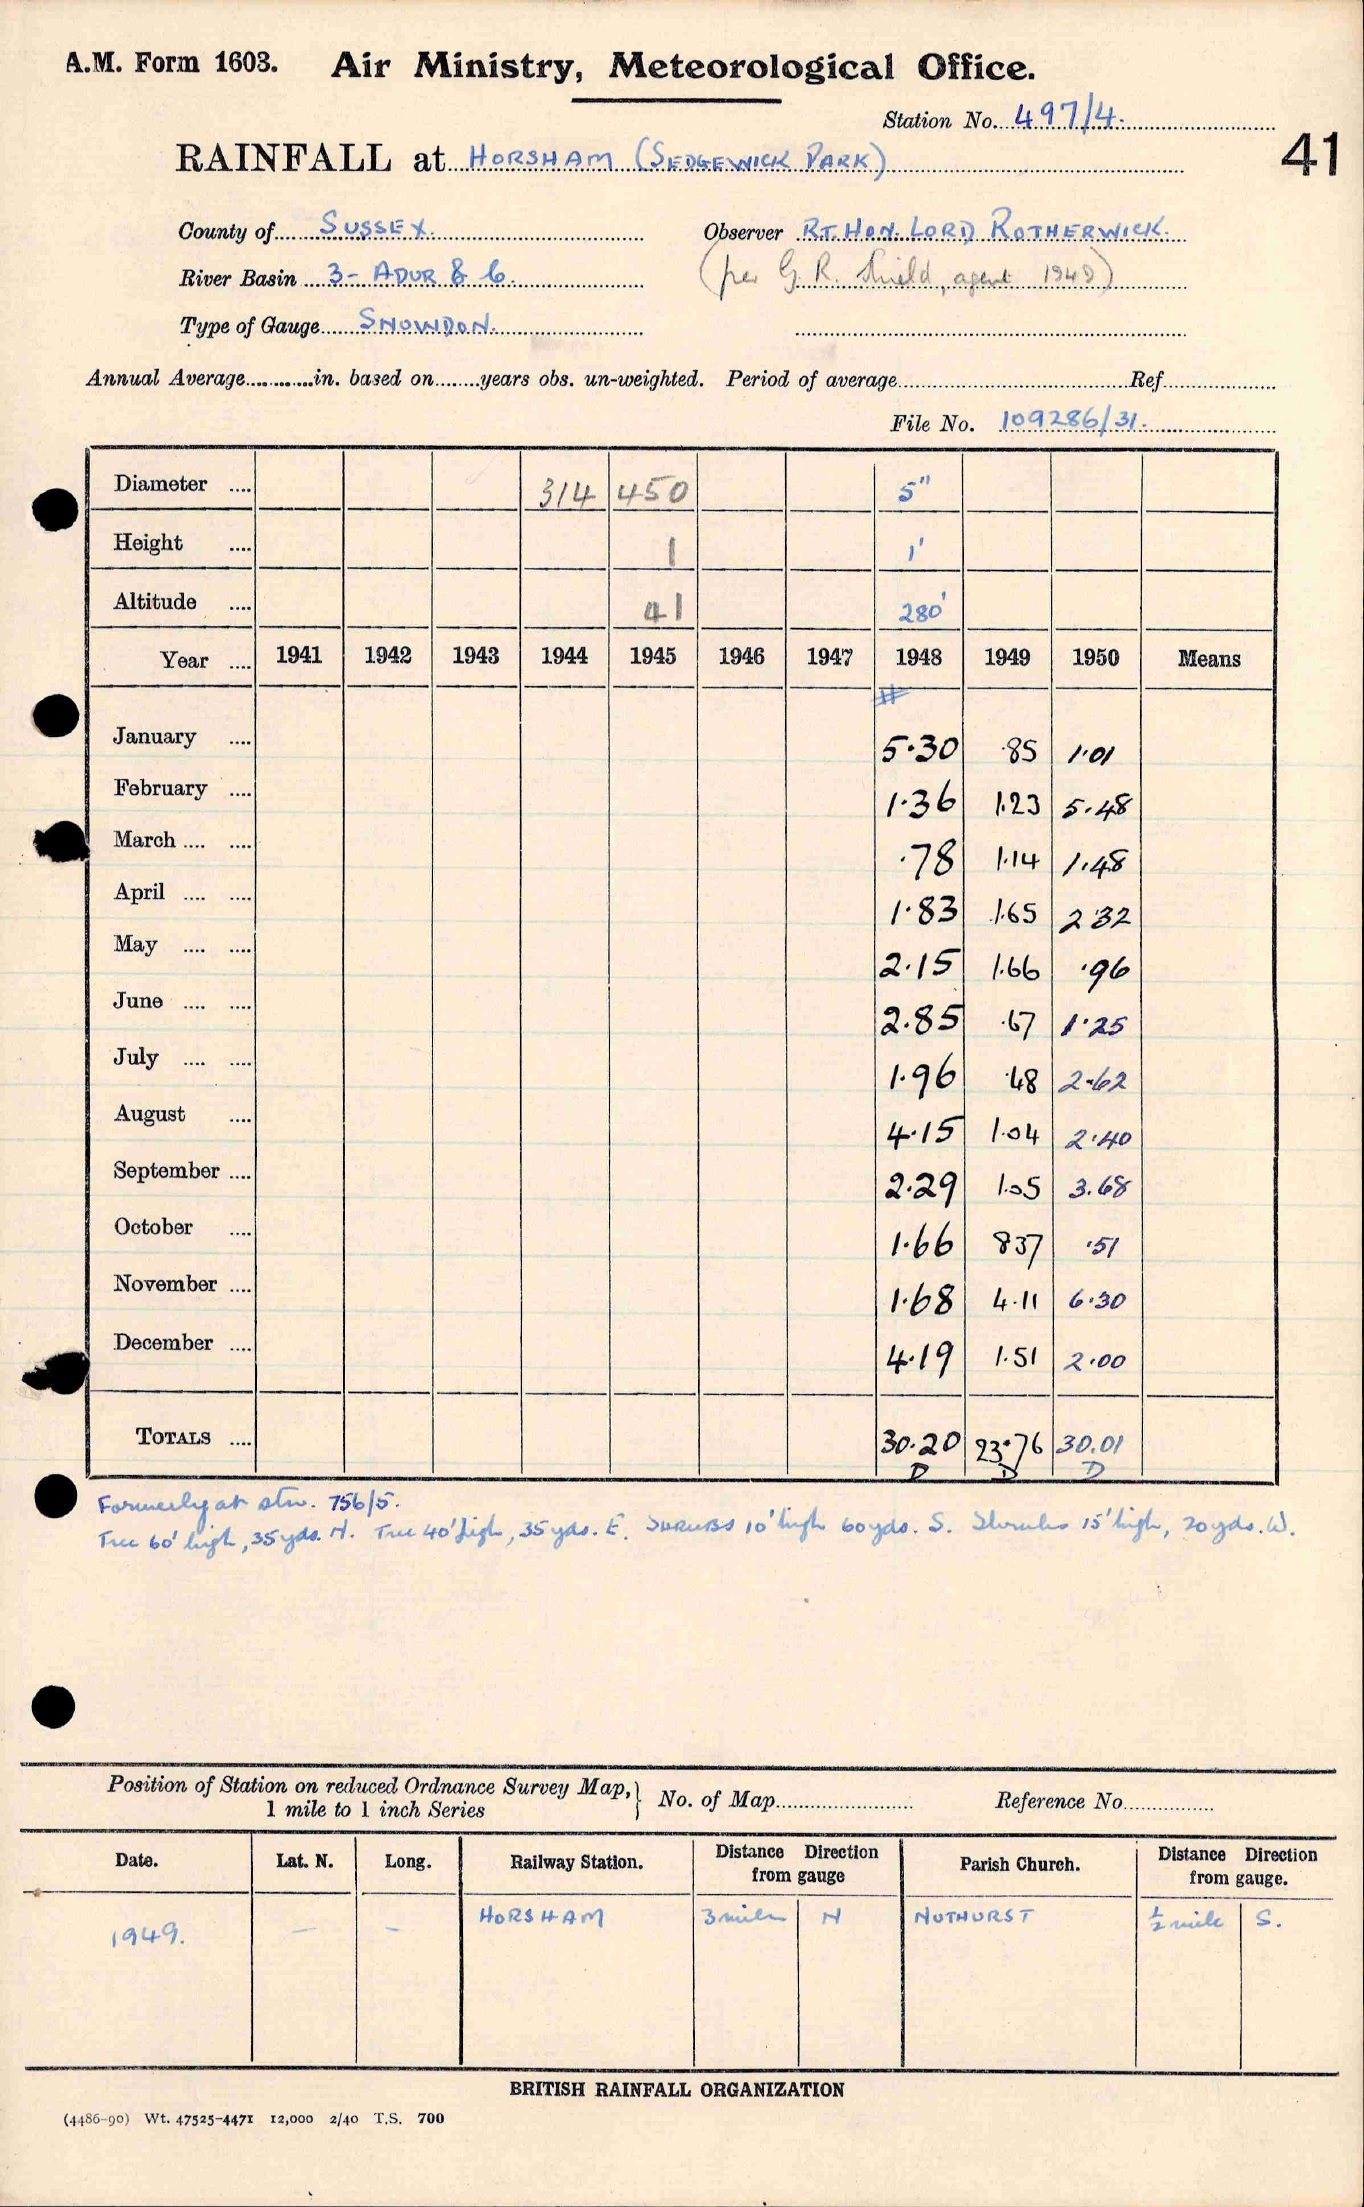 A.M. Form 1603. Air Ministry, Meteorological Office.
Station No. 497/4.
41
RAINFALL at HORSHAM (SEDGEWICK PARK)
County of SUSSEX. Observer RT. HON. LORD ROTHERWICK.
River Basin 3- ADUR & C. (per G. R. Shield, agent 1949)
Type of Gauge SNOWDON.
Annual Average............in. based on........years obs. un-weighted. Period of average............Ref............
File No. 109286/31.
Diameter .... 314 450 5"
Height .... 1 1'
Altitude .... 41 280'
Year .... 1941 1942 1943 1944 1945 1946 1947 1948 1949 1950 Means
#
January .... 5.30 .85 1.01
February .... 1.36 1.23 5.48
March .... .... .78 1.14 1.48
April .... .... 1.83 1.65 2.32
May .... .... 2.15 1.66 .96
June .... .... 2.85 .67 1.25
July .... .... 1.96 .48 2.62
August .... 4.15 1.04 2.40
September .... 2.29 1.05 3.68
October .... 1.66 837 .51
November .... 1.68 4.11 6.30
December .... 4.19 1.51 2.00
TOTALS .... 30.20 23.76 30.01
D D D
Formerly at stn. 756/5.
Tree 60' high, 35 yds. N. Tree 40' high, 35 yds. E. SHRUBS 10' high 60 yds. S. Shrubs 15' high, 20 yds. W.
Position of Station on reduced Ordnance Survey Map, } No. of Map............ Reference No............
1 mile to 1 inch Series
Date. Lat. N. Long. Railway Station. Distance Direction from gauge Parish Church. Distance Direction from gauge.
1949. – – HORSHAM 3 miles N NUTHURST ½ mile S.
BRITISH RAINFALL ORGANIZATION
(4486-90) Wt. 47525-4471 12,000 2/40 T.S. 700